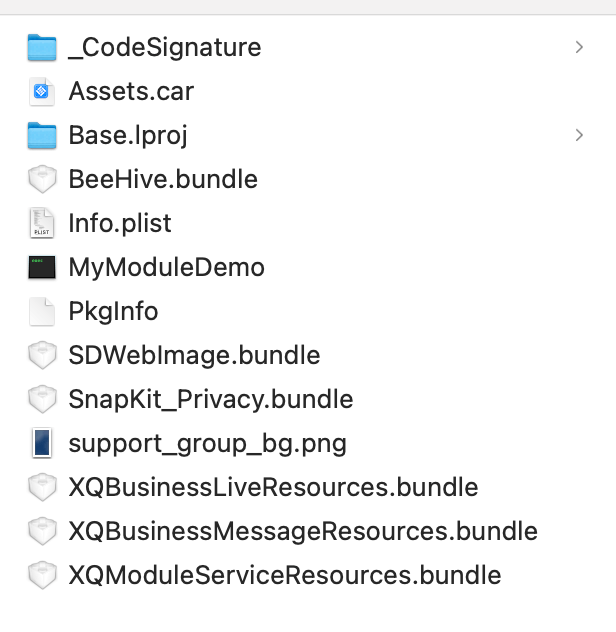 _CodeSignature
Assets.car
Base.lproj
BeeHive.bundle
Info.plist
MyModuleDemo
PkgInfo
SDWebImage.bundle
SnapKit_Privacy.bundle
support_group_bg.png
XQBusinessLiveResources.bundle
XQBusinessMessageResources.bundle
XQModuleServiceResources.bundle